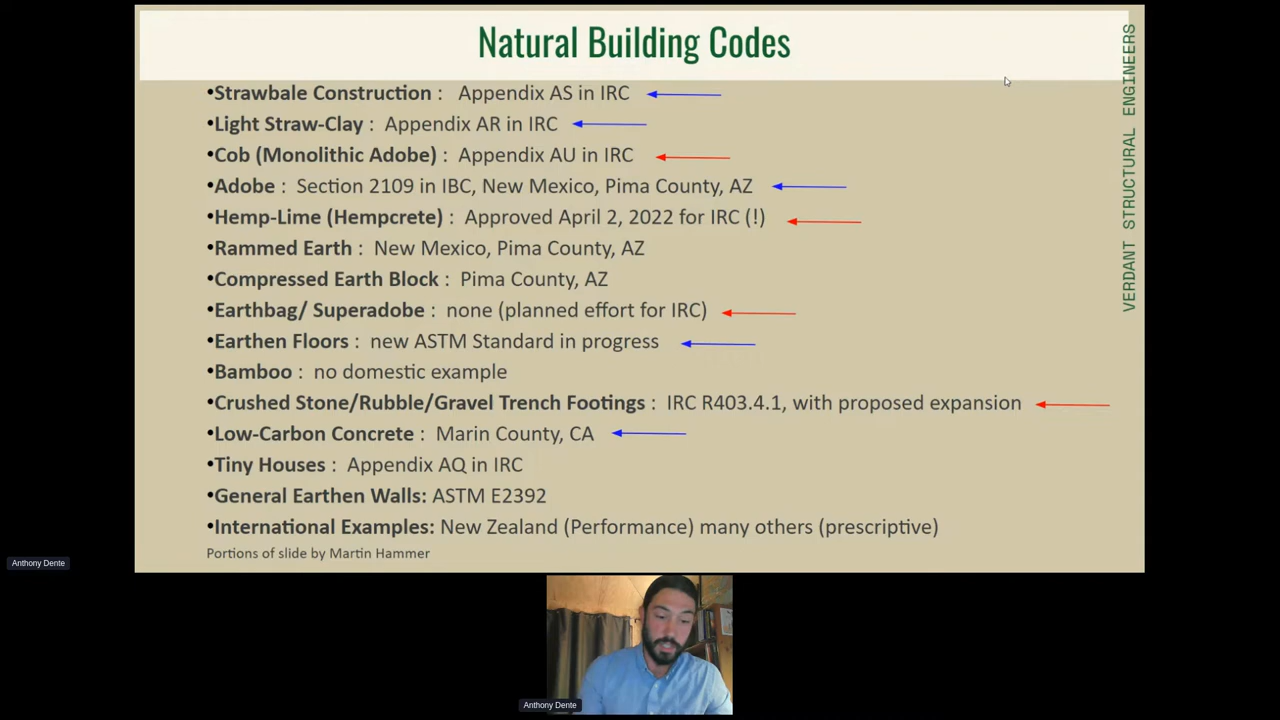 Natural Building Codes
•Strawbale Construction : Appendix AS in IRC
•Light Straw-Clay : Appendix AR in IRC
•Cob (Monolithic Adobe) : Appendix AU in IRC
•Adobe : Section 2109 in IBC, New Mexico, Pima County, AZ
•Hemp-Lime (Hempcrete) : Approved April 2, 2022 for IRC (!)
•Rammed Earth : New Mexico, Pima County, AZ
•Compressed Earth Block : Pima County, AZ
•Earthbag/ Superadobe : none (planned effort for IRC)
•Earthen Floors : new ASTM Standard in progress
•Bamboo : no domestic example
•Crushed Stone/Rubble/Gravel Trench Footings : IRC R403.4.1, with proposed expansion
•Low-Carbon Concrete : Marin County, CA
•Tiny Houses : Appendix AQ in IRC
•General Earthen Walls: ASTM E2392
•International Examples: New Zealand (Performance) many others (prescriptive)
Portions of slide by Martin Hammer
VERDANT STRUCTURAL ENGINEERS
Anthony Dente
Anthony Dente